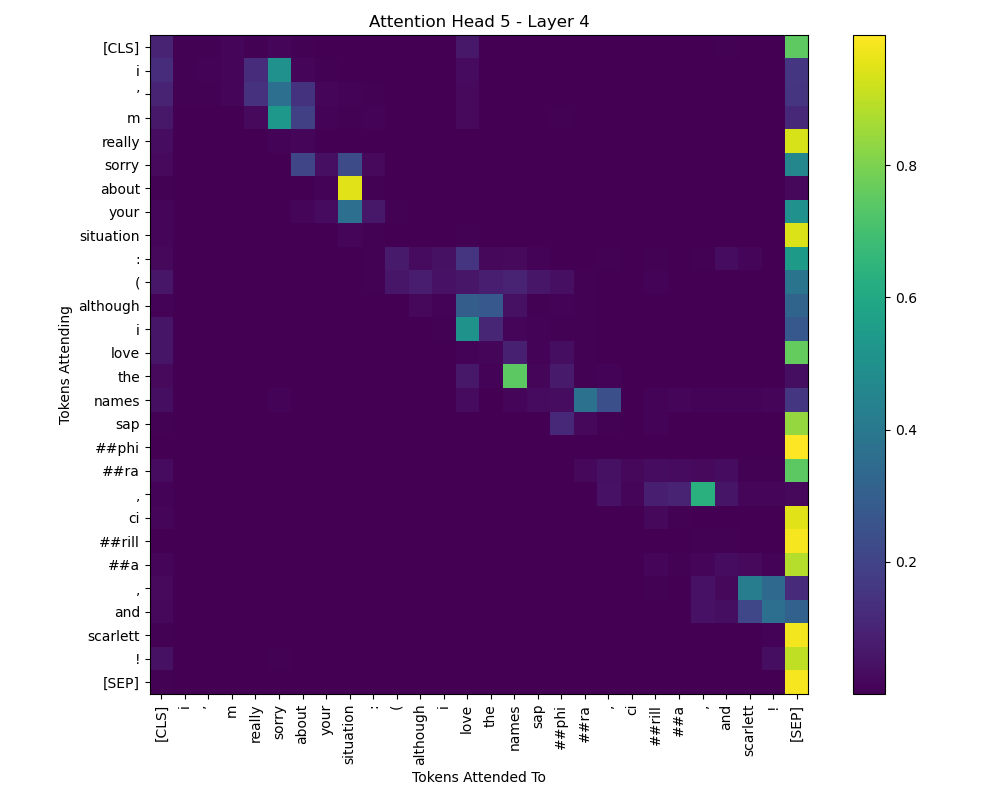 Attention Head 5 - Layer 4
[CLS]
i
’
m
really
sorry
about
your
situation
:
(
although
i
love
the
names
sap
##phi
##ra
,
ci
##rill
##a
,
and
scarlett
!
[SEP]
Tokens Attending
[CLS]
i
’
m
really
sorry
about
your
situation
:
(
although
i
love
the
names
sap
##phi
##ra
,
ci
##rill
##a
,
and
scarlett
!
[SEP]
Tokens Attended To
0.8
0.6
0.4
0.2